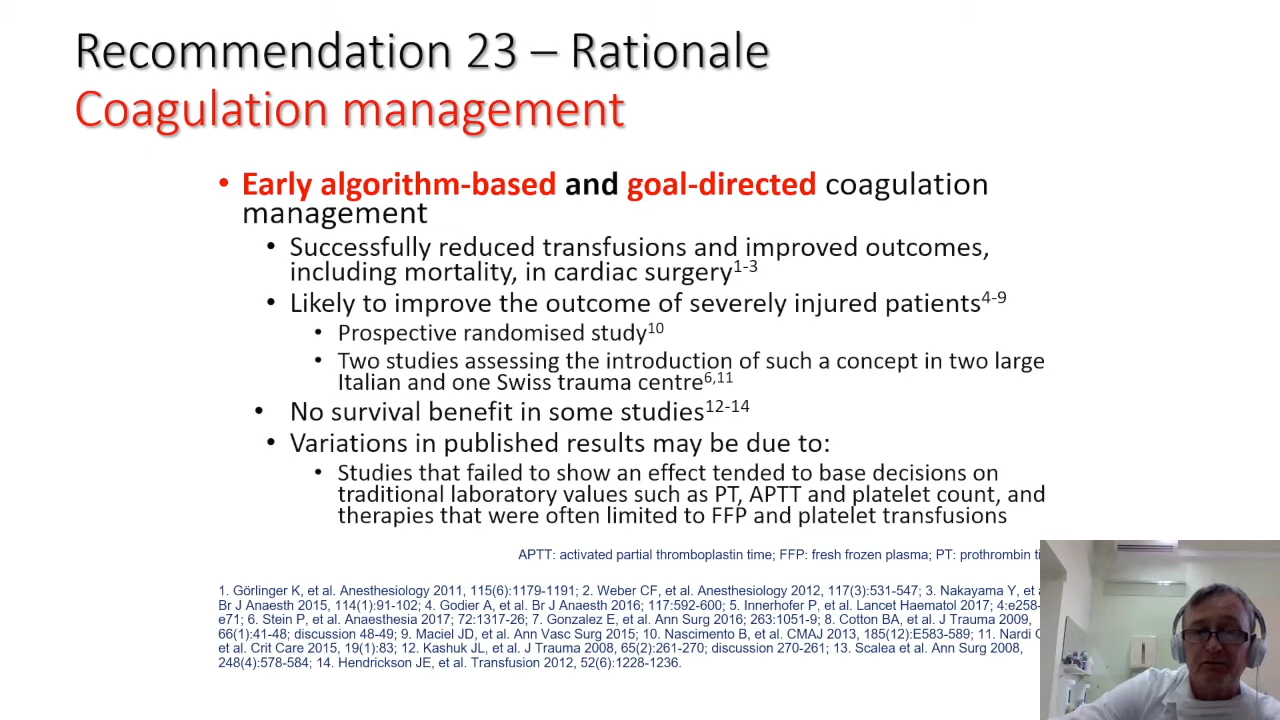 Recommendation 23 – Rationale
Coagulation management
• Early algorithm-based and goal-directed coagulation
management
• Successfully reduced transfusions and improved outcomes,
including mortality, in cardiac surgery1-3
• Likely to improve the outcome of severely injured patients4-9
• Prospective randomised study10
• Two studies assessing the introduction of such a concept in two large
Italian and one Swiss trauma centre6,11
• No survival benefit in some studies12-14
• Variations in published results may be due to:
• Studies that failed to show an effect tended to base decisions on
traditional laboratory values such as PT, APTT and platelet count, and
therapies that were often limited to FFP and platelet transfusions
APTT: activated partial thromboplastin time; FFP: fresh frozen plasma; PT: prothrombin
1. Görlinger K, et al. Anesthesiology 2011, 115(6):1179-1191; 2. Weber CF, et al. Anesthesiology 2012, 117(3):531-547; 3. Nakayama Y, et
Br J Anaesth 2015, 114(1):91-102; 4. Godier A, et al. Br J Anaesth 2016; 117:592-600; 5. Innerhofer P, et al. Lancet Haematol 2017; 4:e258-
e71; 6. Stein P, et al. Anaesthesia 2017; 72:1317-26; 7. Gonzalez E, et al. Ann Surg 2016; 263:1051-9; 8. Cotton BA, et al. J Trauma 2009,
66(1):41-48; discussion 48-49; 9. Maciel JD, et al. Ann Vasc Surg 2015; 10. Nascimento B, et al. CMAJ 2013, 185(12):E583-589; 11. Nardi
et al. Crit Care 2015, 19(1):83; 12. Kashuk JL, et al. J Trauma 2008, 65(2):261-270; discussion 270-261; 13. Scalea et al. Ann Surg 2008,
248(4):578-584; 14. Hendrickson JE, et al. Transfusion 2012, 52(6):1228-1236.